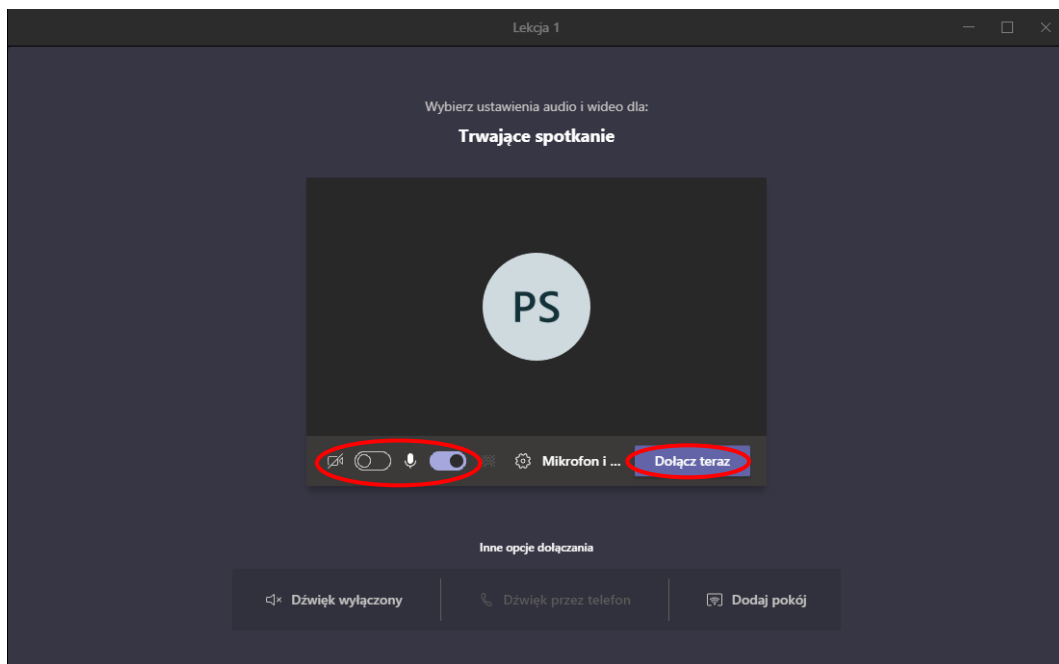 Lekcja 1
Wybierz ustawienia audio i wideo dla:
Trwające spotkanie
PS
Mikrofon i ...
Dołącz teraz
Inne opcje dołączania
Dźwięk wyłączony
Dźwięk przez telefon
Dodaj pokój